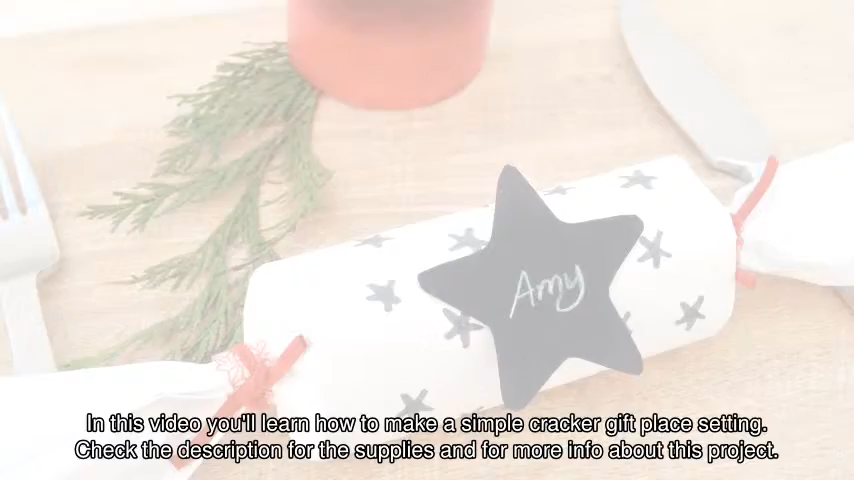 Amy
In this video you'll learn how to make a simple cracker gift place setting.
Check the description for the supplies and for more info about this project.